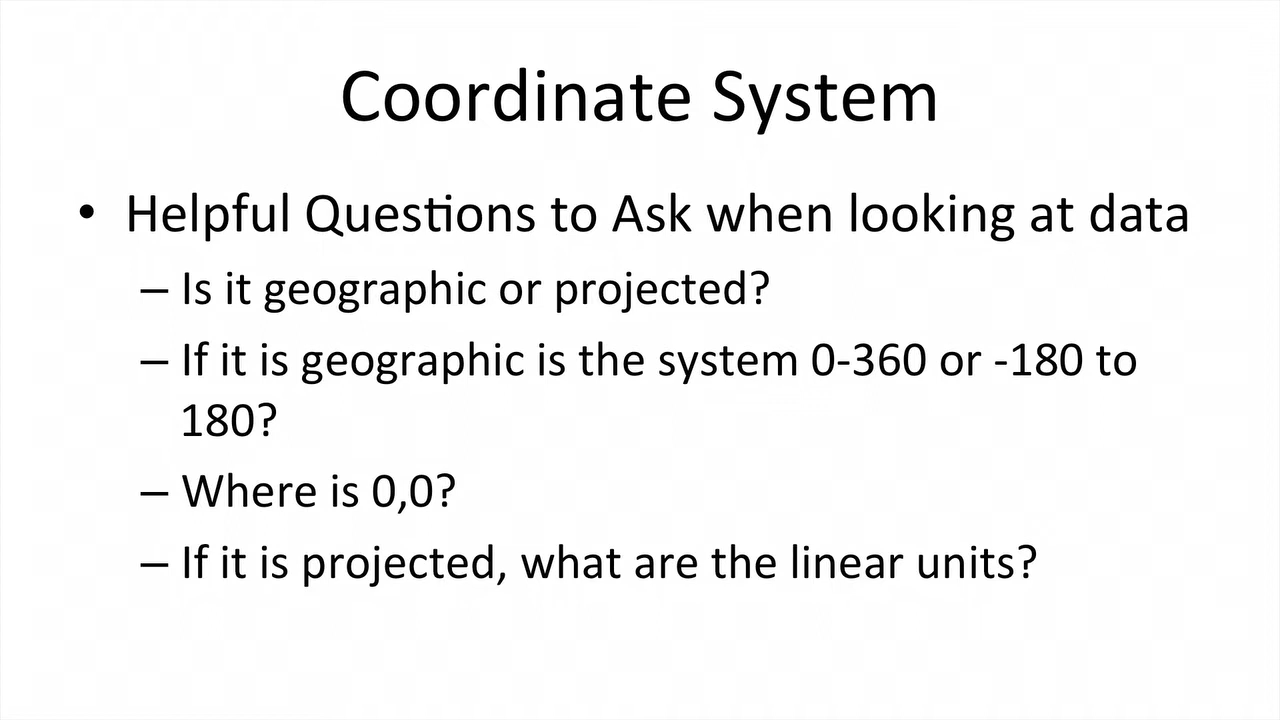 Coordinate System
• Helpful Questions to Ask when looking at data
– Is it geographic or projected?
– If it is geographic is the system 0-360 or -180 to
180?
– Where is 0,0?
– If it is projected, what are the linear units?